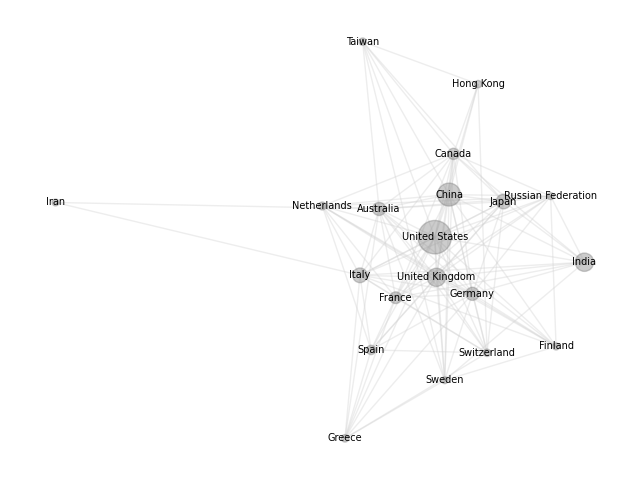 Taiwan
Hong Kong
Canada
China
Russian Federation
Japan
Iran
Netherlands
Australia
United States
India
Italy
United Kingdom
Germany
France
Finland
Spain
Switzerland
Sweden
Greece